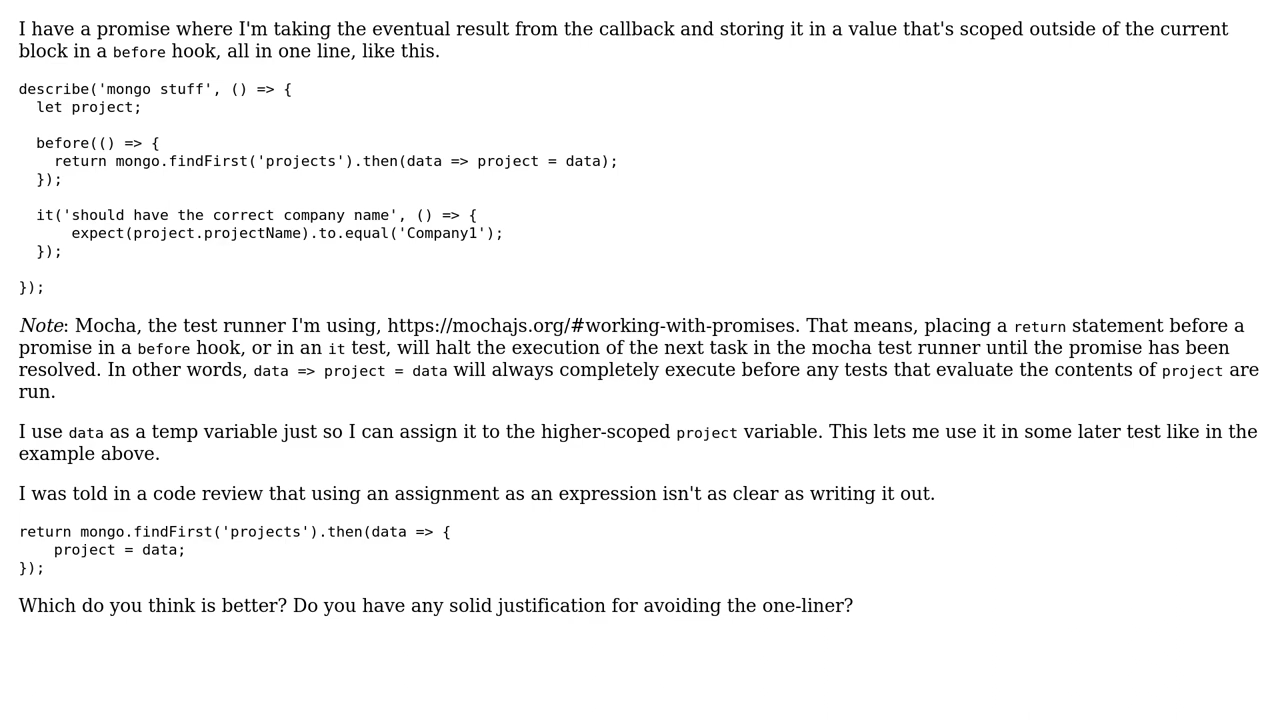 I have a promise where I'm taking the eventual result from the callback and storing it in a value that's scoped outside of the current
block in a before hook, all in one line, like this.
describe('mongo stuff', () => {
  let project;
  before(() => {
    return mongo.findFirst('projects').then(data => project = data);
  });
  it('should have the correct company name', () => {
      expect(project.projectName).to.equal('Company1');
  });
});
Note: Mocha, the test runner I'm using, https://mochajs.org/#working-with-promises. That means, placing a return statement before a
promise in a before hook, or in an it test, will halt the execution of the next task in the mocha test runner until the promise has been
resolved. In other words, data => project = data will always completely execute before any tests that evaluate the contents of project are
run.
I use data as a temp variable just so I can assign it to the higher-scoped project variable. This lets me use it in some later test like in the
example above.
I was told in a code review that using an assignment as an expression isn't as clear as writing it out.
return mongo.findFirst('projects').then(data => {
    project = data;
});
Which do you think is better? Do you have any solid justification for avoiding the one-liner?